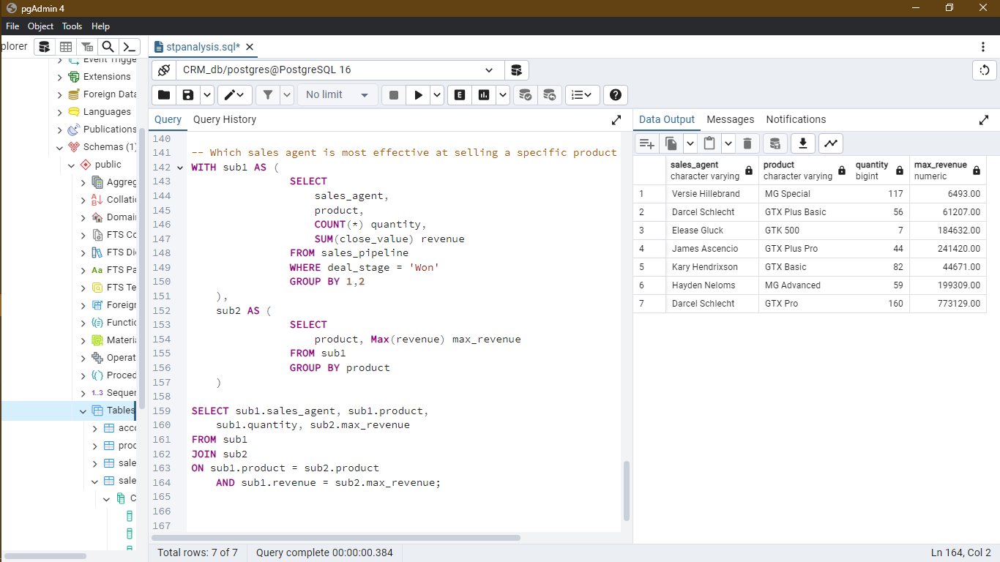 pgAdmin 4
File Object Tools Help
plorer
stpanalysis.sql*
CRM_db/postgres@PostgreSQL 16
No limit
E
Query Query History
Data Output Messages Notifications
Extensions
Foreign Data
Languages
Publications
Schemas (1)
public
Aggreg
Collatic
Domair
FTS Co
FTS Di
Aa FTS Pa
FTS Te
Foreigr
Functic
Materia
Operat
Proced
1..3 Sequer
Tables
acco
proc
sale
sale
C
140
141 -- Which sales agent is most effective at selling a specific product
142 WITH sub1 AS (
143 SELECT
144 sales_agent,
145 product,
146 COUNT(*) quantity,
147 SUM(close_value) revenue
148 FROM sales_pipeline
149 WHERE deal_stage = 'Won'
150 GROUP BY 1,2
151 ),
152 sub2 AS (
153 SELECT
154 product, Max(revenue) max_revenue
155 FROM sub1
156 GROUP BY product
157 )
158
159 SELECT sub1.sales_agent, sub1.product,
160 sub1.quantity, sub2.max_revenue
161 FROM sub1
162 JOIN sub2
163 ON sub1.product = sub2.product
164 AND sub1.revenue = sub2.max_revenue;
165
166
167
sales_agent product quantity max_revenue
character varying character varying bigint numeric
1 Versie Hillebrand MG Special 117 6493.00
2 Darcel Schlecht GTX Plus Basic 56 61207.00
3 Elease Gluck GTK 500 7 184632.00
4 James Ascencio GTX Plus Pro 44 241420.00
5 Kary Hendrixson GTX Basic 82 44671.00
6 Hayden Neloms MG Advanced 59 199309.00
7 Darcel Schlecht GTX Pro 160 773129.00
Total rows: 7 of 7 Query complete 00:00:00.384 Ln 164, Col 2